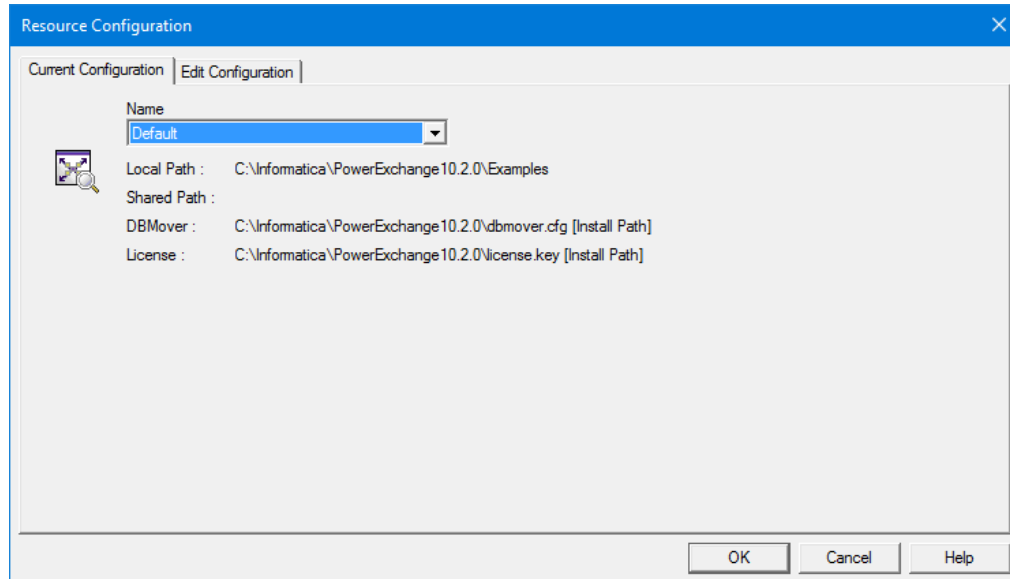 Resource Configuration
Current Configuration Edit Configuration
Name
Default
Local Path : C:\Informatica\PowerExchange10.2.0\Examples
Shared Path :
DBMover : C:\Informatica\PowerExchange10.2.0\dbmover.cfg [Install Path]
License : C:\Informatica\PowerExchange10.2.0\license.key [Install Path]
OK Cancel Help